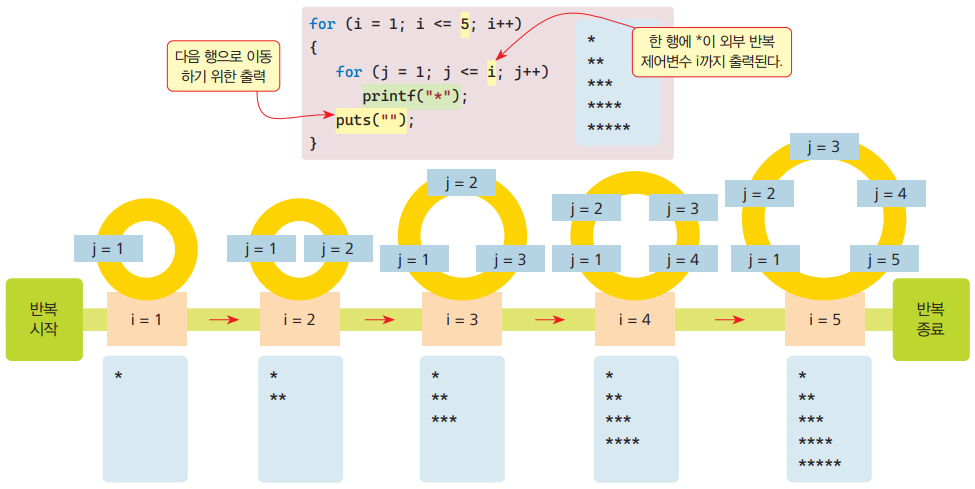 for (i = 1; i <= 5; i++)
{
for (j = 1; j <= i; j++)
printf("*");
puts("");
}
다음 행으로 이동
하기 위한 출력
한 행에 *이 외부 반복
제어변수 i까지 출력된다.
*
**
***
****
*****
j = 1
j = 1
j = 2
j = 2
j = 1
j = 3
j = 2
j = 3
j = 1
j = 4
j = 3
j = 2
j = 4
j = 1
j = 5
반복
시작
i = 1
i = 2
i = 3
i = 4
i = 5
반복
종료
*
*
**
*
**
***
*
**
***
****
*
**
***
****
*****